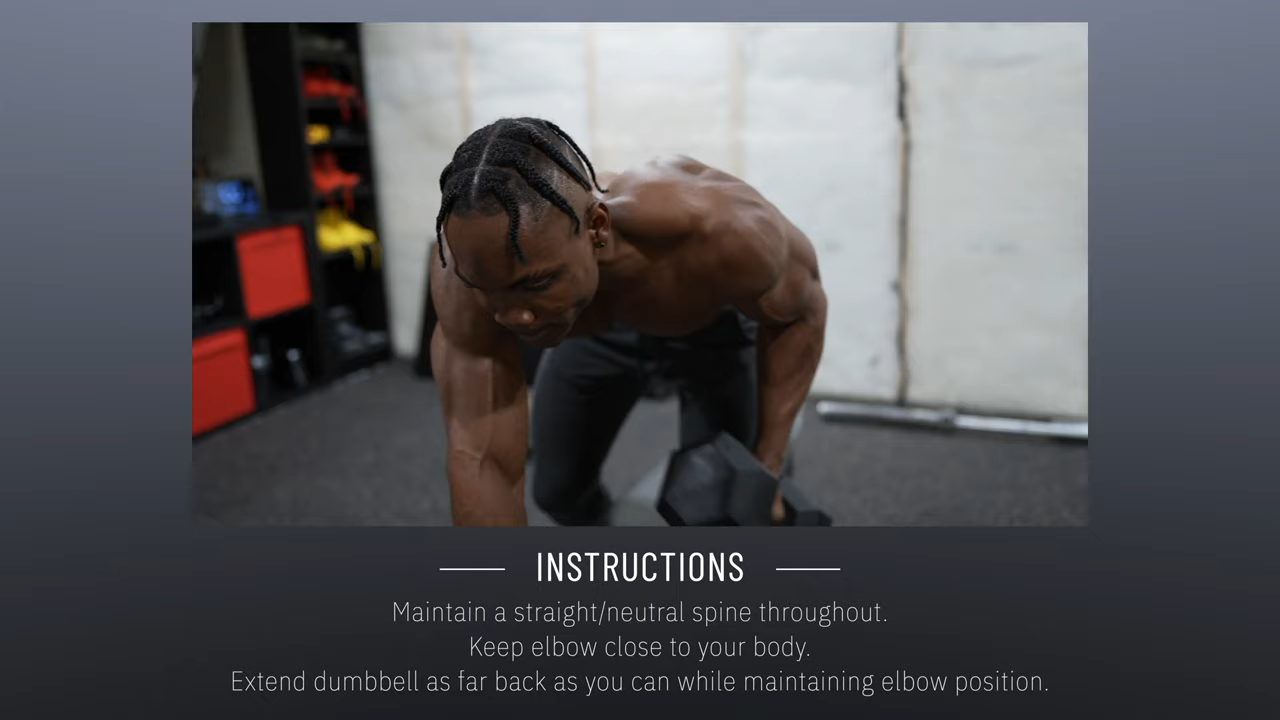 INSTRUCTIONS
Maintain a straight/neutral spine throughout.
Keep elbow close to your body.
Extend dumbbell as far back as you can while maintaining elbow position.